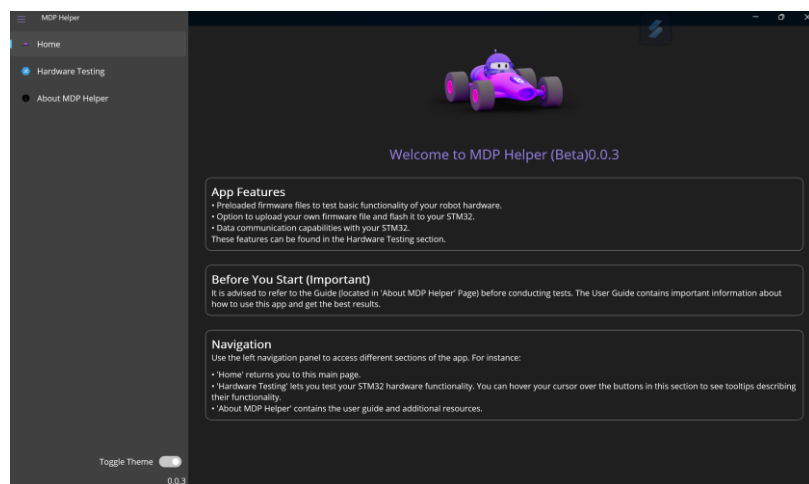 MDP Helper
Home
Hardware Testing
About MDP Helper
Toggle Theme
0.0.3
Welcome to MDP Helper (Beta)0.0.3
App Features
• Preloaded firmware files to test basic functionality of your robot hardware.
• Option to upload your own firmware file and flash it to your STM32.
• Data communication capabilities with your STM32.
These features can be found in the Hardware Testing section.
Before You Start (Important)
It is advised to refer to the Guide (located in 'About MDP Helper' Page) before conducting tests. The User Guide contains important information about
how to use this app and get the best results.
Navigation
Use the left navigation panel to access different sections of the app. For instance:
• 'Home' returns you to this main page.
• 'Hardware Testing' lets you test your STM32 hardware functionality. You can hover your cursor over the buttons in this section to see tooltips describing
their functionality.
• 'About MDP Helper' contains the user guide and additional resources.